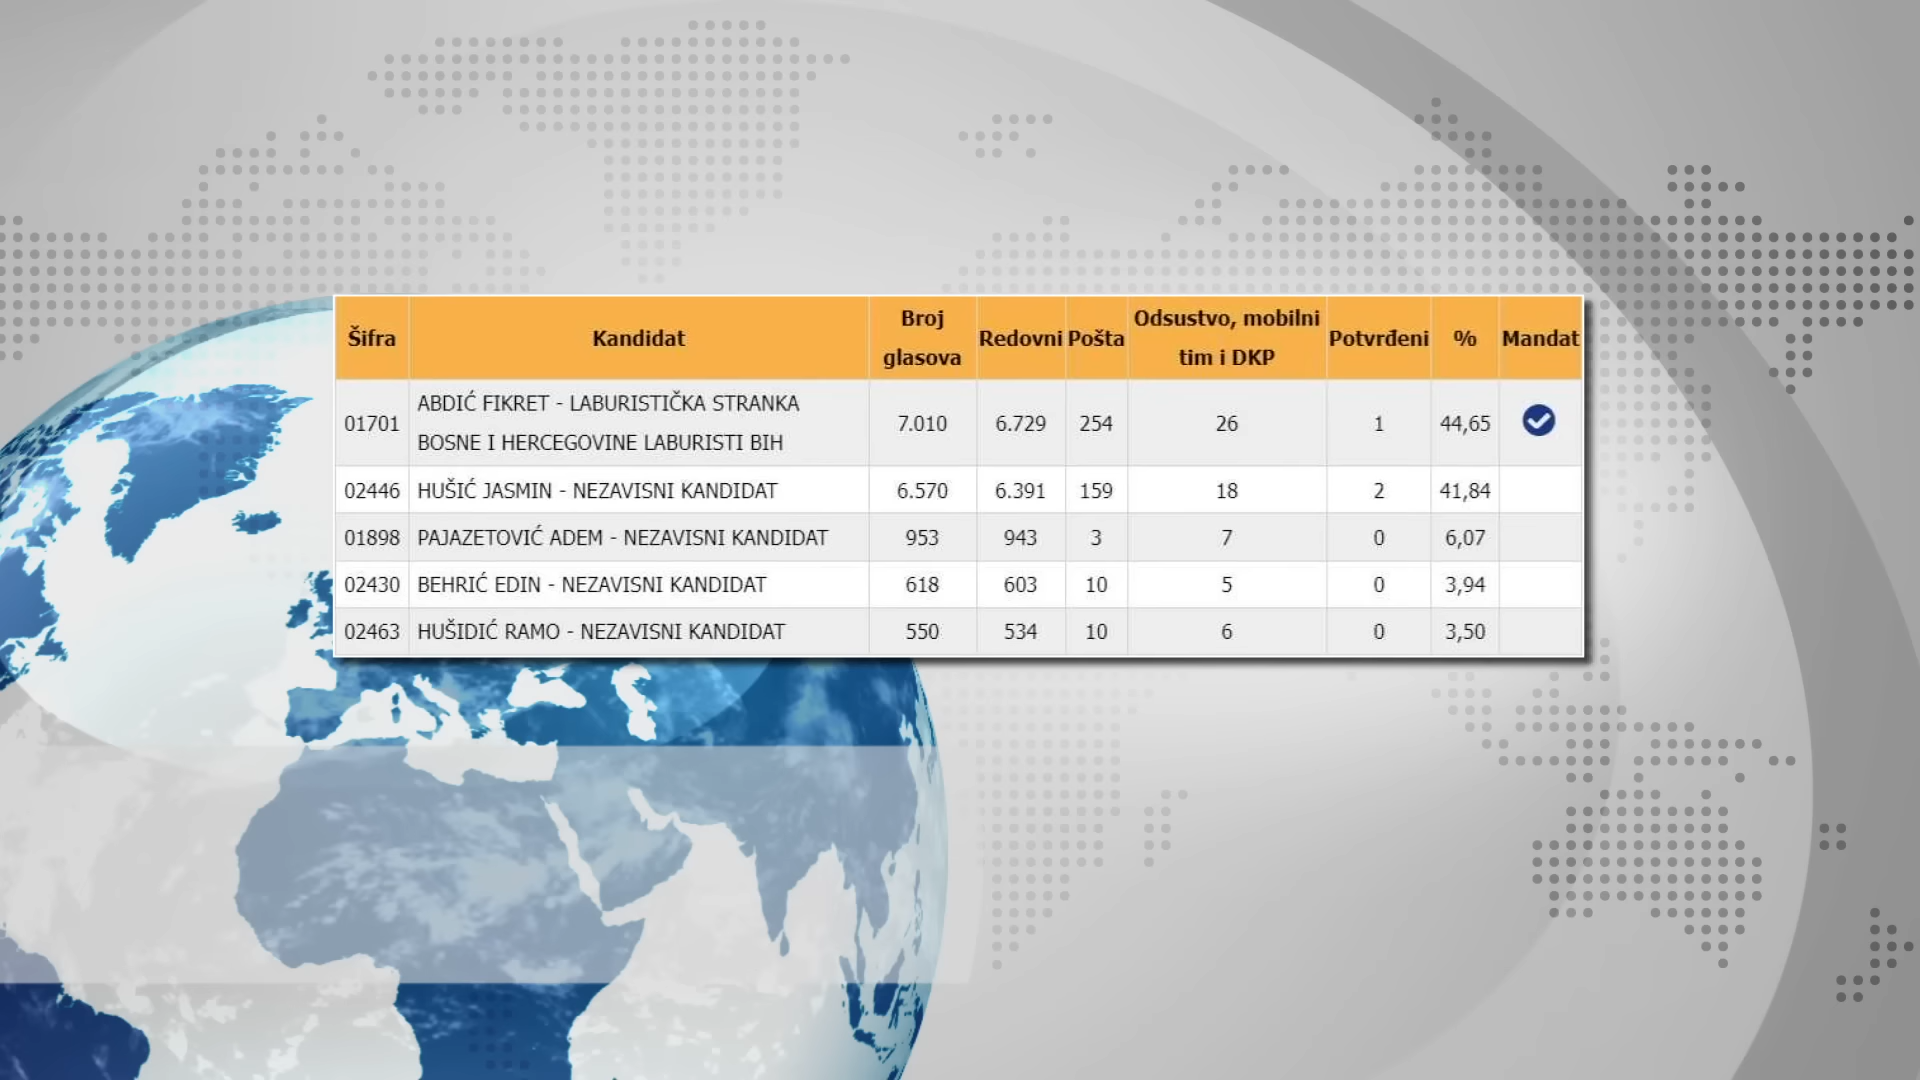 Šifra Kandidat Broj glasova Redovni Pošta Odsustvo, mobilni tim i DKP Potvrđeni % Mandat
01701 ABDIĆ FIKRET - LABURISTIČKA STRANKA BOSNE I HERCEGOVINE LABURISTI BIH 7.010 6.729 254 26 1 44,65
02446 HUŠIĆ JASMIN - NEZAVISNI KANDIDAT 6.570 6.391 159 18 2 41,84
01898 PAJAZETOVIĆ ADEM - NEZAVISNI KANDIDAT 953 943 3 7 0 6,07
02430 BEHRIĆ EDIN - NEZAVISNI KANDIDAT 618 603 10 5 0 3,94
02463 HUŠIDIĆ RAMO - NEZAVISNI KANDIDAT 550 534 10 6 0 3,50